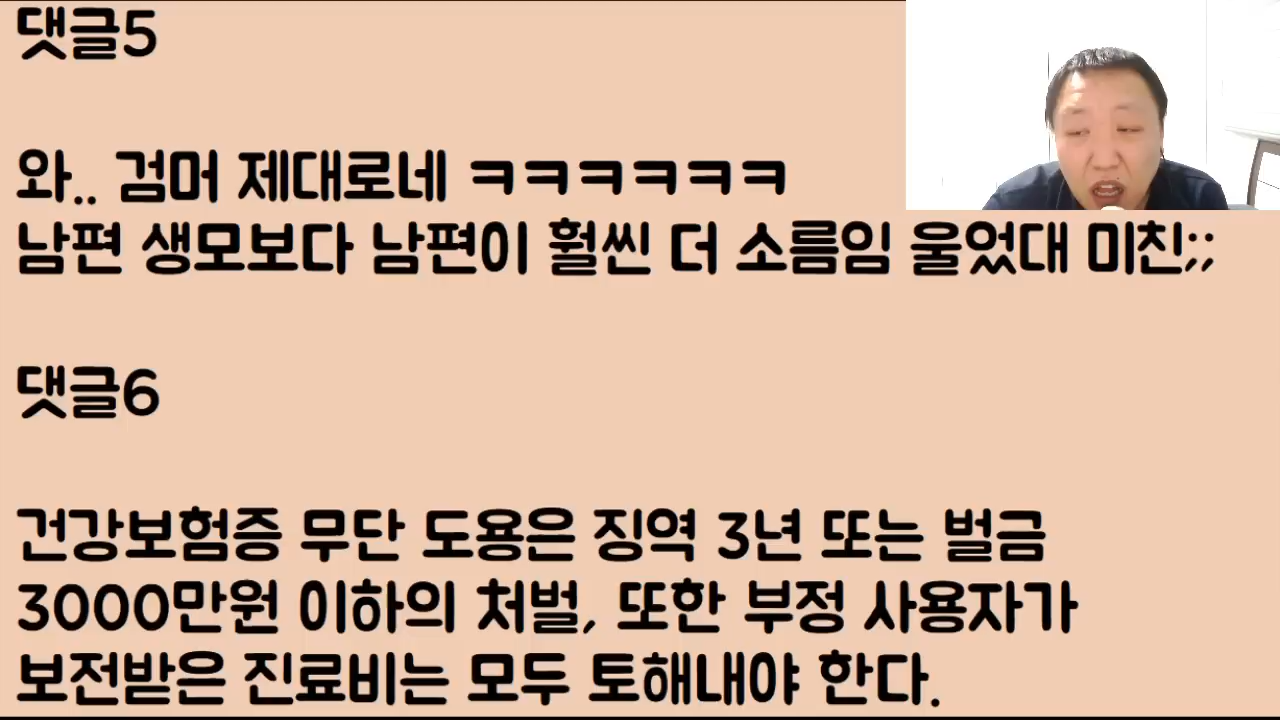 댓글5
와.. 검머 제대로네 ㅋㅋㅋㅋㅋㅋ
남편 생모보다 남편이 훨씬 더 소름임 울었대 미친;;
댓글6
건강보험증 무단 도용은 징역 3년 또는 벌금
3000만원 이하의 처벌, 또한 부정 사용자가
보전받은 진료비는 모두 토해내야 한다.